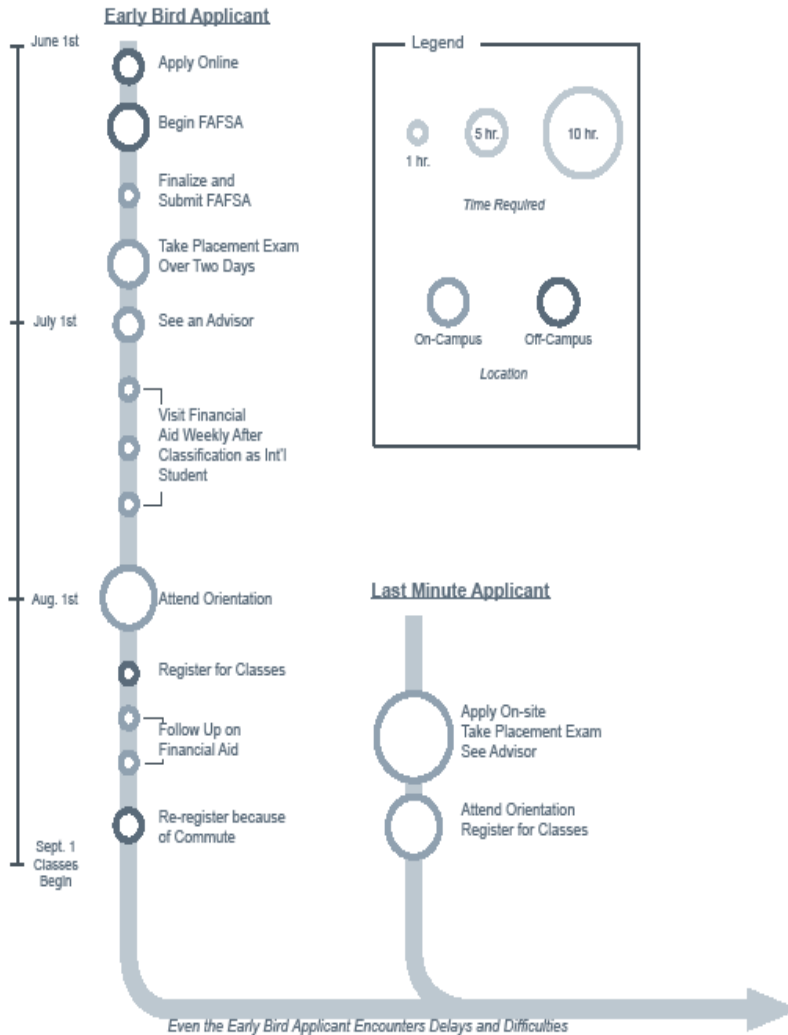 Early Bird Applicant
June 1st
Apply Online
Begin FAFSA
Finalize and
Submit FAFSA
Take Placement Exam
Over Two Days
July 1st
See an Advisor
Visit Financial
Aid Weekly After
Classification as Int'l
Student
Aug. 1st
Attend Orientation
Register for Classes
Follow Up on
Financial Aid
Re-register because
of Commute
Sept. 1
Classes
Begin
Legend
1 hr.
5 hr.
10 hr.
Time Required
On-Campus
Off-Campus
Location
Last Minute Applicant
Apply On-site
Take Placement Exam
See Advisor
Attend Orientation
Register for Classes
Even the Early Bird Applicant Encounters Delays and Difficulties